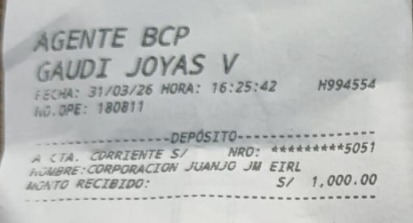 AGENTE BCP
GAUDI JOYAS V
FECHA: 31/03/26 HORA: 16:25:42 H994554
NO.OPE: 180811
--------------------DEPÓSITO--------------------
A CTA. CORRIENTE S/ NRO: *********5051
NOMBRE:CORPORACION JUANJO JM EIRL
MONTO RECIBIDO: S/ 1,000.00